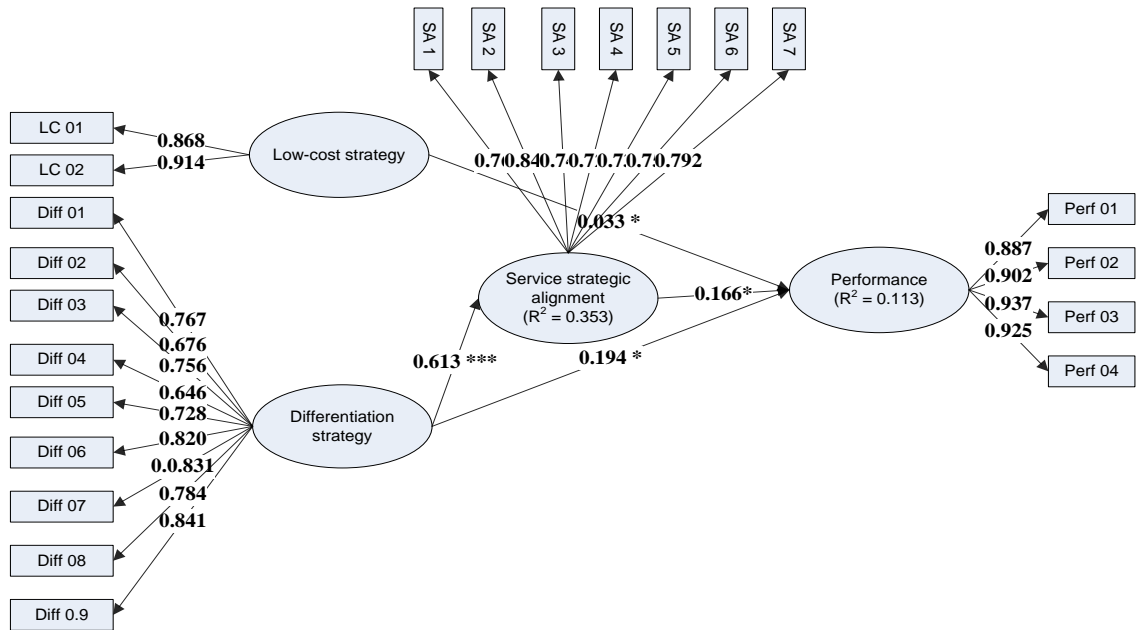 SA 1
SA 2
SA 3
SA 4
SA 5
SA 6
SA 7
LC 01
LC 02
0.868
0.914
Low-cost strategy
0.792
Diff 01
Diff 02
Diff 03
Diff 04
Diff 05
Diff 06
Diff 07
Diff 08
Diff 0.9
0.767
0.676
0.756
0.646
0.728
0.820
0.0.831
0.784
0.841
Differentiation
strategy
0.613 ***
Service strategic
alignment
(R² = 0.353)
0.033 *
0.166*
0.194 *
Performance
(R² = 0.113)
0.887
0.902
0.937
0.925
Perf 01
Perf 02
Perf 03
Perf 04